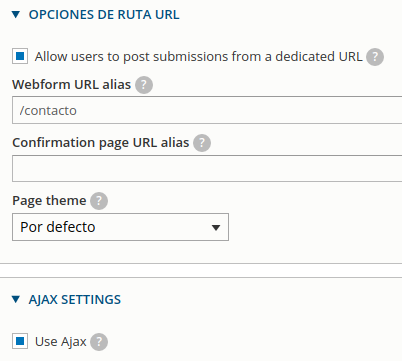 OPCIONES DE RUTA URL
Allow users to post submissions from a dedicated URL ?
Webform URL alias ?
/contacto
Confirmation page URL alias ?
Page theme ?
Por defecto
AJAX SETTINGS
Use Ajax ?